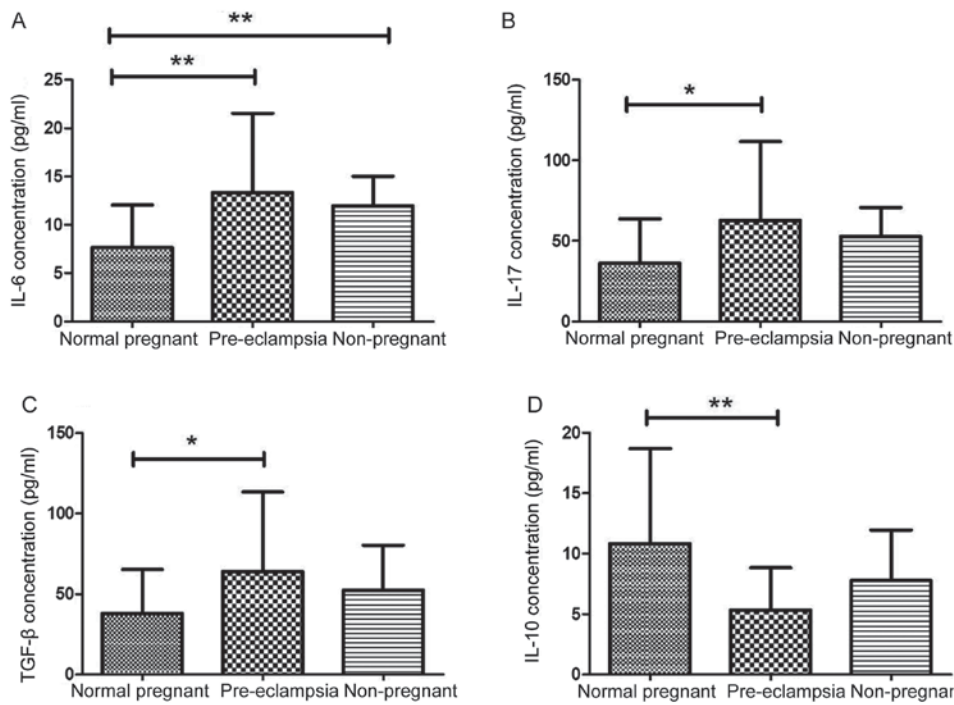 A
**
**
IL-6 concentration (pg/ml)
25
20
15
10
5
0
Normal pregnant Pre-eclampsia Non-pregnant
B
*
IL-17 concentration (pg/ml)
150
100
50
0
Normal pregnant Pre-eclampsia Non-pregnant
C
*
TGF-β concentration (pg/ml)
150
100
50
0
Normal pregnant Pre-eclampsia Non-pregnant
D
**
IL-10 concentration (pg/ml)
20
15
10
5
0
Normal pregnant Pre-eclampsia Non-pregnant